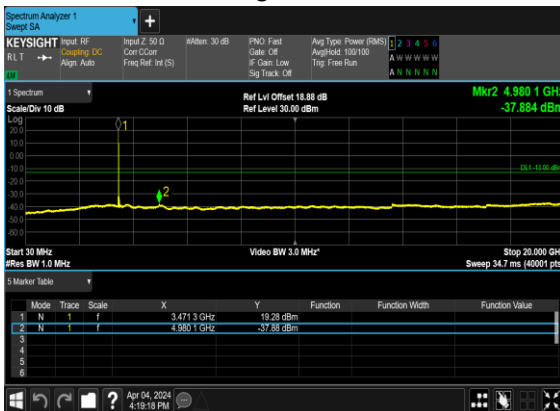 Spectrum Analyzer 1
Swept SA
+
KEYSIGHT Input: RF Input Z: 50 Ω #Atten: 30 dB PNO: Fast Avg Type: Power (RMS) 1 2 3 4 5 6
RLT Coupling: DC Corr CCorr Gate: Off Avg|Hold: 100/100 A W W W W W
Align: Auto Freq Ref: Int (S) IF Gain: Low Trig: Free Run
Sig Track: Off A N N N N N
1 Spectrum
Ref Lvl Offset 18.88 dB Mkr2 4.980 1 GHz
Scale/Div 10 dB Ref Level 30.00 dBm -37.884 dBm
Log
20.0
10.0
0.00
-10.0
-20.0
-30.0
-40.0
-50.0
-60.0
1
2
DL1 -13.00 dBm
Start 30 MHz Video BW 3.0 MHz* Stop 20.000 GHz
#Res BW 1.0 MHz Sweep 34.7 ms (40001 pts)
5 Marker Table
Mode Trace Scale X Y Function Function Width Function Value
1 N 1 f 3.471 3 GHz 19.28 dBm
2 N 1 f 4.980 1 GHz -37.88 dBm
3
4
5
6
?
Apr 04, 2024
4:19:18 PM